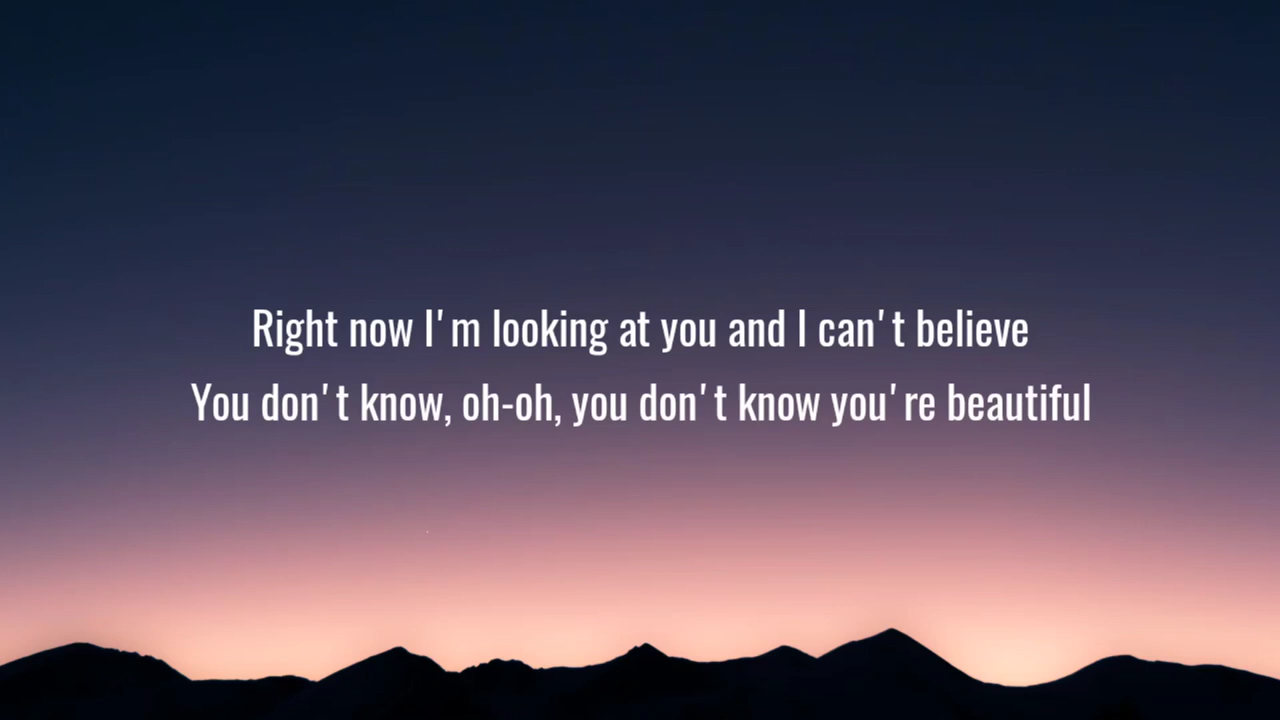 Right now I'm looking at you and I can't believe
You don't know, oh-oh, you don't know you're beautiful